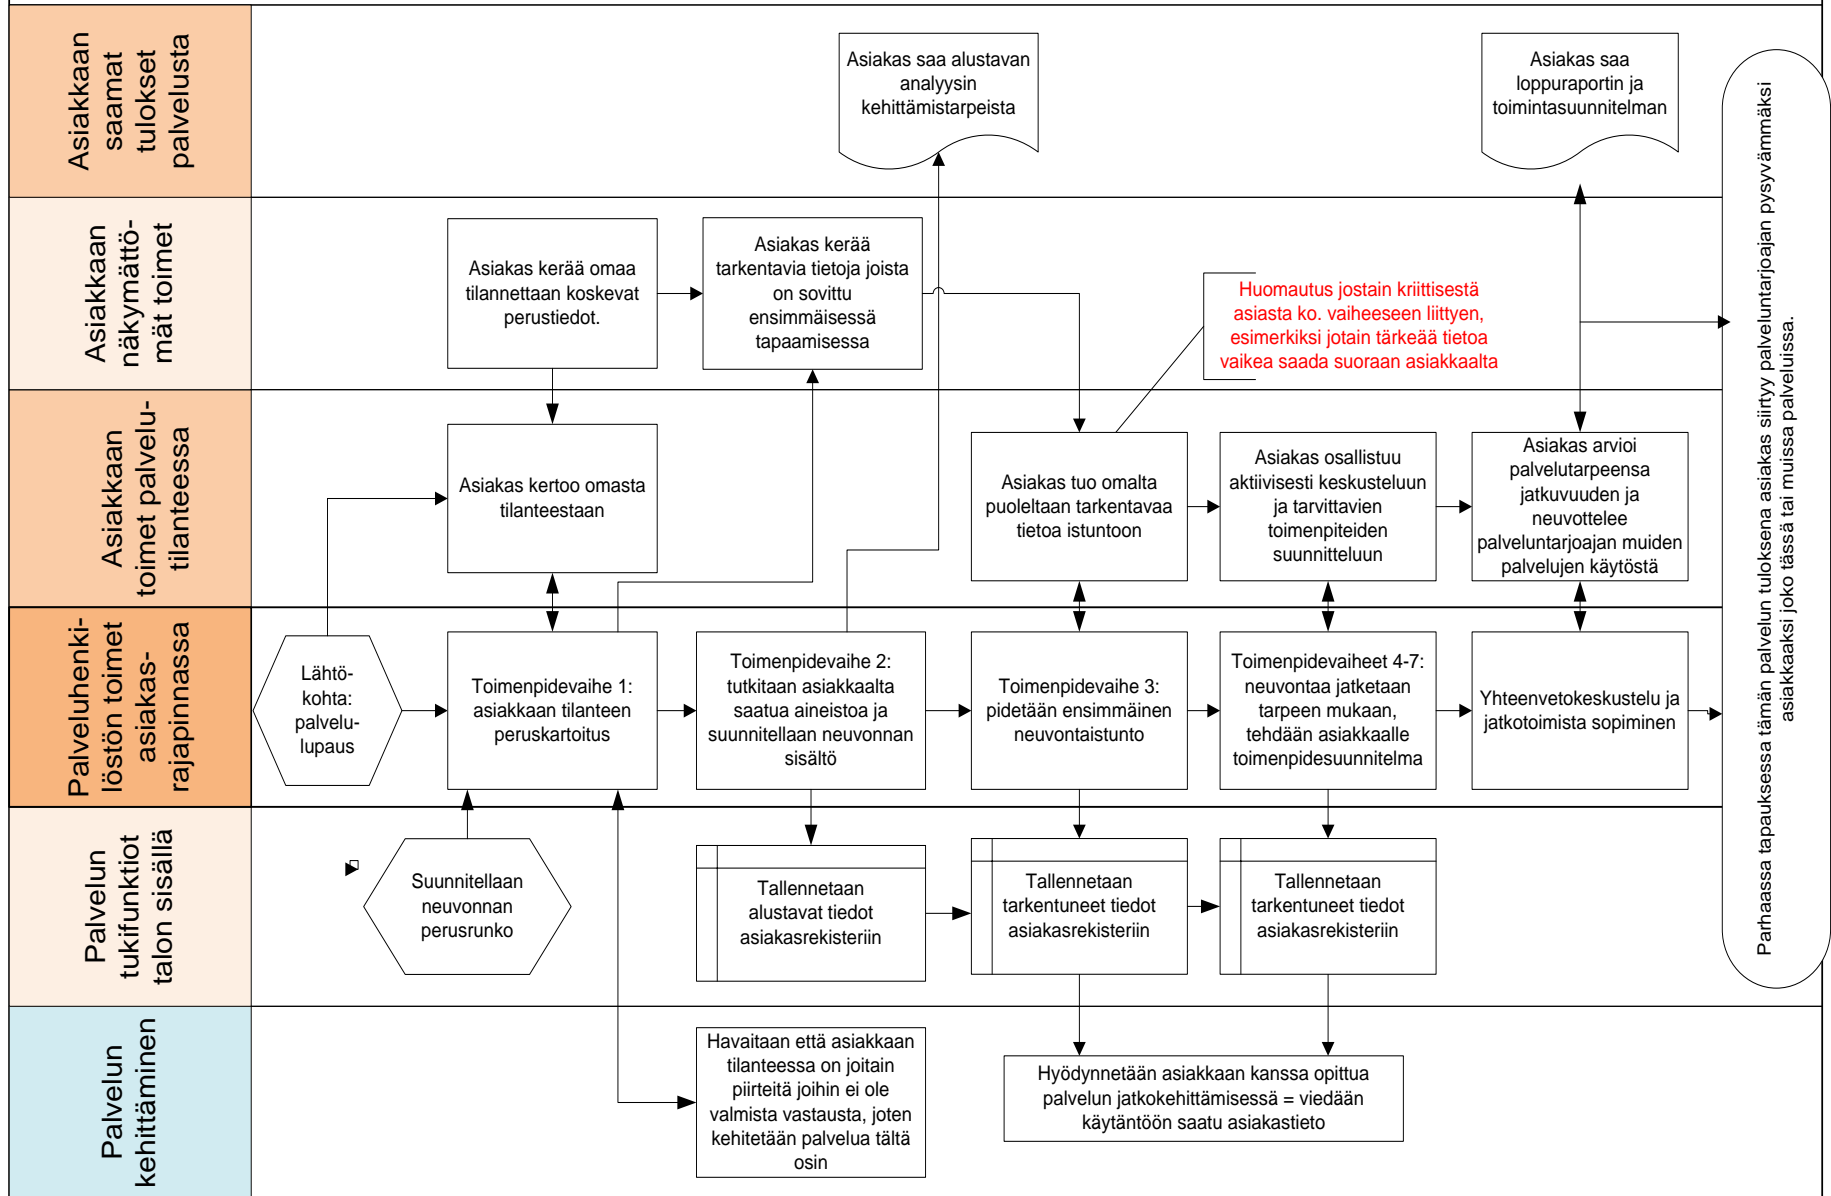 Asiakkaan
saamat
tulokset
palvelusta
Asiakas saa alustavan
analyysin
kehittämistarpeista
Asiakas saa
loppuraportin ja
toimintasuunnitelman
Asiakkaan
näkymättö-
mät toimet
Asiakas kerää omaa
tilannettaan koskevat
perustiedot.
Asiakas kerää
tarkentavia tietoja joista
on sovittu
ensimmäisessä
tapaamisessa
Huomautus jostain kriittisestä
asiasta ko. vaiheeseen liittyen,
esimerkiksi jotain tärkeää tietoa
vaikea saada suoraan asiakkaalta
Asiakkaan
toimet palvelu-
tilanteessa
Asiakas kertoo omasta
tilanteestaan
Asiakas tuo omalta
puoleltaan tarkentavaa
tietoa istuntoon
Asiakas osallistuu
aktiivisesti keskusteluun
ja tarvittavien
toimenpiteiden
suunnitteluun
Asiakas arvioi
palvelutarpeensa
jatkuvuuden ja
neuvottelee
palveluntarjoajan muiden
palvelujen käytöstä
Palveluhenki-
löstön toimet
asiakas-
rajapinnassa
Lähtö-
kohta:
palvelu-
lupaus
Toimenpidevaihe 1:
asiakkaan tilanteen
peruskartoitus
Toimenpidevaihe 2:
tutkitaan asiakkaalta
saatua aineistoa ja
suunnitellaan neuvonnan
sisältö
Toimenpidevaihe 3:
pidetään ensimmäinen
neuvontaistunto
Toimenpidevaiheet 4-7:
neuvontaa jatketaan
tarpeen mukaan,
tehdään asiakkaalle
toimenpidesuunnitelma
Yhteenvetokeskustelu ja
jatkotoimista sopiminen
Palvelun
tukifunktiot
talon sisällä
Suunnitellaan
neuvonnan
perusrunko
Tallennetaan
alustavat tiedot
asiakasrekisteriin
Tallennetaan
tarkentuneet tiedot
asiakasrekisteriin
Tallennetaan
tarkentuneet tiedot
asiakasrekisteriin
Palvelun
kehittäminen
Havaitaan että asiakkaan
tilanteessa on joitain
piirteitä joihin ei ole
valmista vastausta, joten
kehitetään palvelua tältä
osin
Hyödynnetään asiakkaan kanssa opittua
palvelun jatkokehittämisessä = viedään
käytäntöön saatu asiakastieto
Parhaassa tapauksessa tämän palvelun tuloksena asiakas siirtyy palveluntarjoajan pysyvämmäksi
asiakkaaksi joko tässä tai muissa palveluissa.